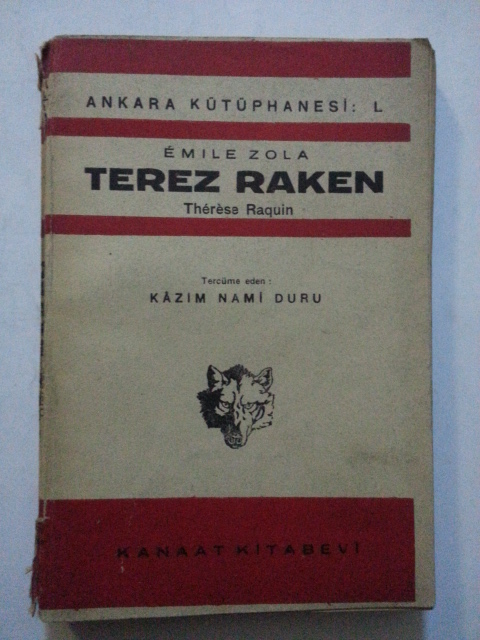 ANKARA KÜTÜPHANESİ: L
ÉMILE ZOLA
TEREZ RAKEN
Thérèse Raquin
Tercüme eden :
KÂZIM NAMİ DURU
KANAAT KİTABEVİ